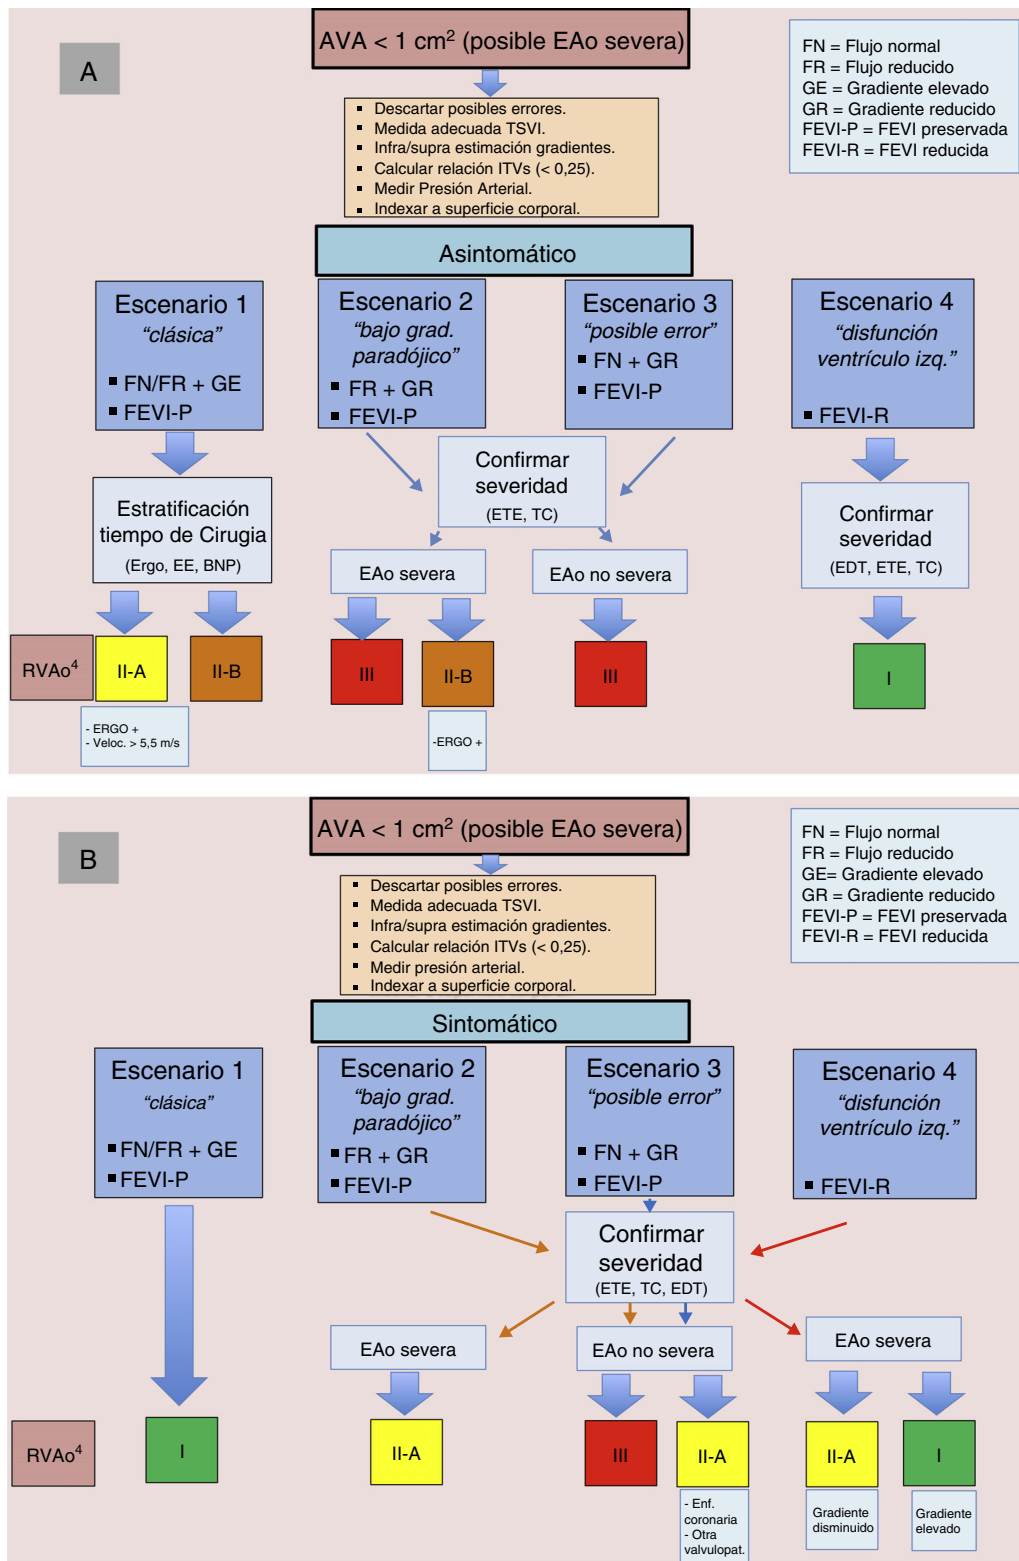 A
AVA < 1 cm² (posible EAo severa)
FN = Flujo normal
FR = Flujo reducido
GE = Gradiente elevado
GR = Gradiente reducido
FEVI-P = FEVI preservada
FEVI-R = FEVI reducida
▪ Descartar posibles errores.
▪ Medida adecuada TSVI.
▪ Infra/supra estimación gradientes.
▪ Calcular relación ITVs (< 0,25).
▪ Medir Presión Arterial.
▪ Indexar a superficie corporal.
Asintomático
Escenario 1
“clásica”
▪ FN/FR + GE
▪ FEVI-P
Escenario 2
“bajo grad.
paradójico”
▪ FR + GR
▪ FEVI-P
Escenario 3
“posible error”
▪ FN + GR
▪ FEVI-P
Escenario 4
“disfunción
ventrículo izq.”
▪ FEVI-R
Estratificación
tiempo de Cirugia
(Ergo, EE, BNP)
Confirmar
severidad
(ETE, TC)
Confirmar
severidad
(EDT, ETE, TC)
EAo severa
EAo no severa
RVAo⁴
II-A
II-B
III
II-B
III
I
- ERGO +
- Veloc. > 5,5 m/s
-ERGO +
B
AVA < 1 cm² (posible EAo severa)
FN = Flujo normal
FR = Flujo reducido
GE= Gradiente elevado
GR = Gradiente reducido
FEVI-P = FEVI preservada
FEVI-R = FEVI reducida
▪ Descartar posibles errores.
▪ Medida adecuada TSVI.
▪ Infra/supra estimación gradientes.
▪ Calcular relación ITVs (< 0,25).
▪ Medir presión arterial.
▪ Indexar a superficie corporal.
Sintomático
Escenario 1
“clásica”
▪ FN/FR + GE
▪ FEVI-P
Escenario 2
“bajo grad.
paradójico”
▪ FR + GR
▪ FEVI-P
Escenario 3
“posible error”
▪ FN + GR
▪ FEVI-P
Escenario 4
“disfunción
ventrículo izq.”
▪ FEVI-R
Confirmar
severidad
(ETE, TC, EDT)
EAo severa
EAo no severa
EAo severa
RVAo⁴
I
II-A
III
II-A
II-A
I
- Enf.
coronaria
- Otra
valvulopat.
Gradiente
disminuido
Gradiente
elevado